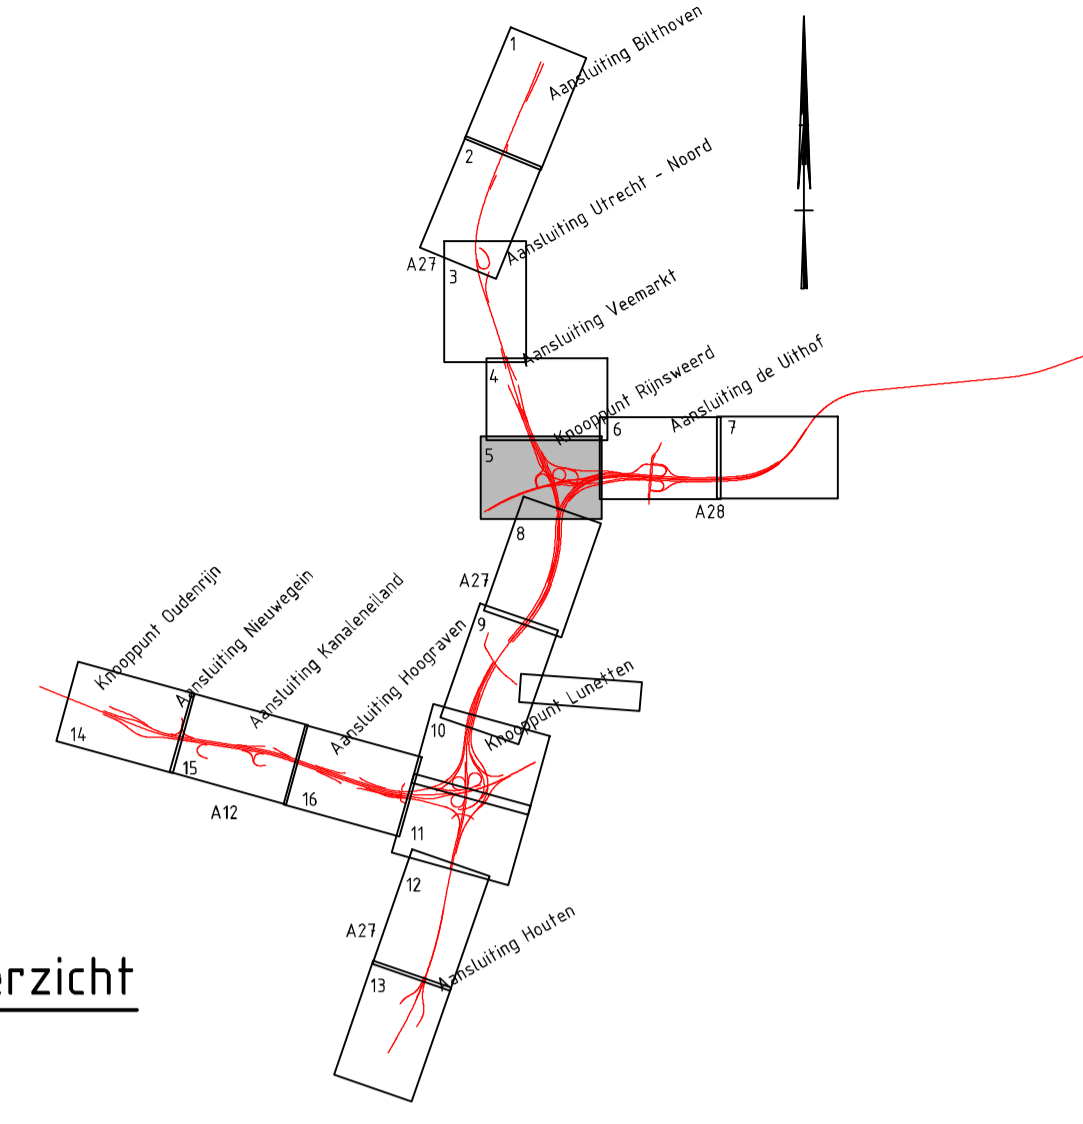 1
Aansluiting Bilthoven
2
Aansluiting Utrecht - Noord
A27
3
Aansluiting Veemarkt
4
Knooppunt Rijnsweerd
Aansluiting de Uithof
5
6
7
A28
8
A27
9
Knooppunt Oudenrijn
Aansluiting Nieuwegein
Aansluiting Kanaleneiland
Aansluiting Hoograven
Knooppunt Lunetten
10
14
15
16
A12
11
12
A27
Aansluiting Houten
13
erzicht